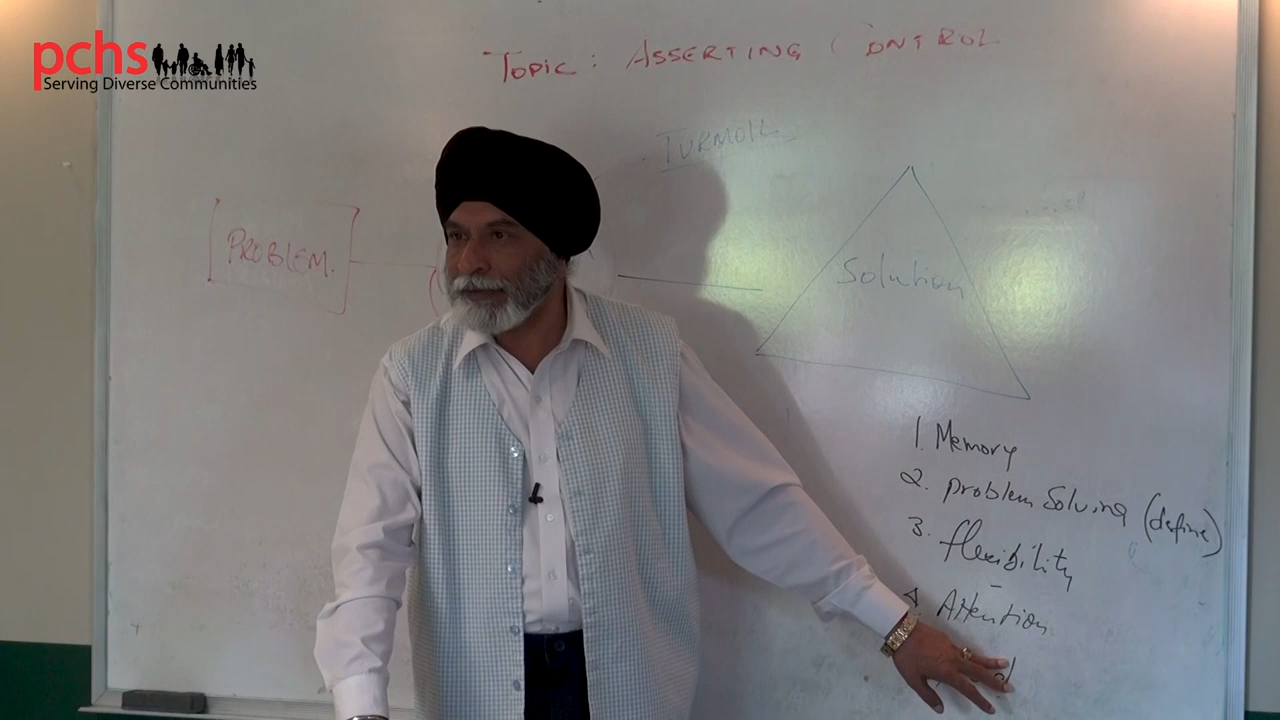 pchs
Serving Diverse Communities
Topic: ASSERTING CONTROL
TURMOIL
PROBLEM.
Solution
1. Memory
2. problem Solving (define)
3. flexibility
4. Attention